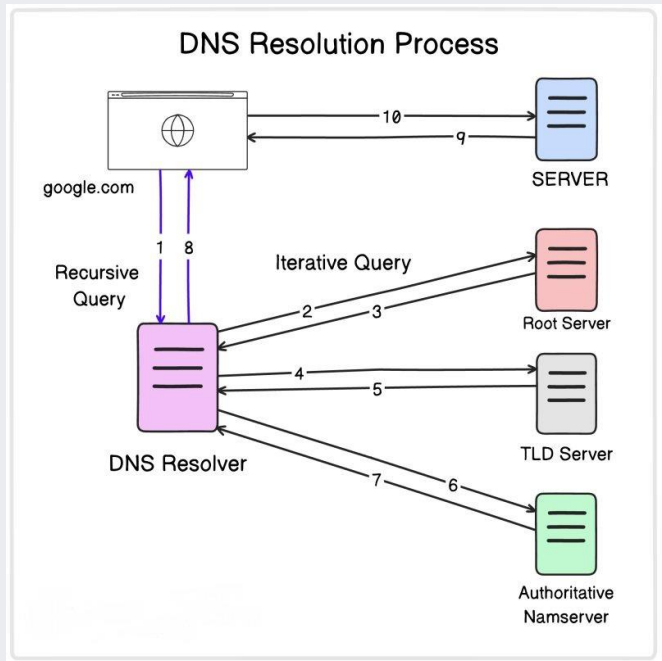 DNS Resolution Process
10
9
SERVER
google.com
1 8
Recursive
Query
Iterative Query
2
3
Root Server
4
5
TLD Server
DNS Resolver
6
7
Authoritative
Namserver